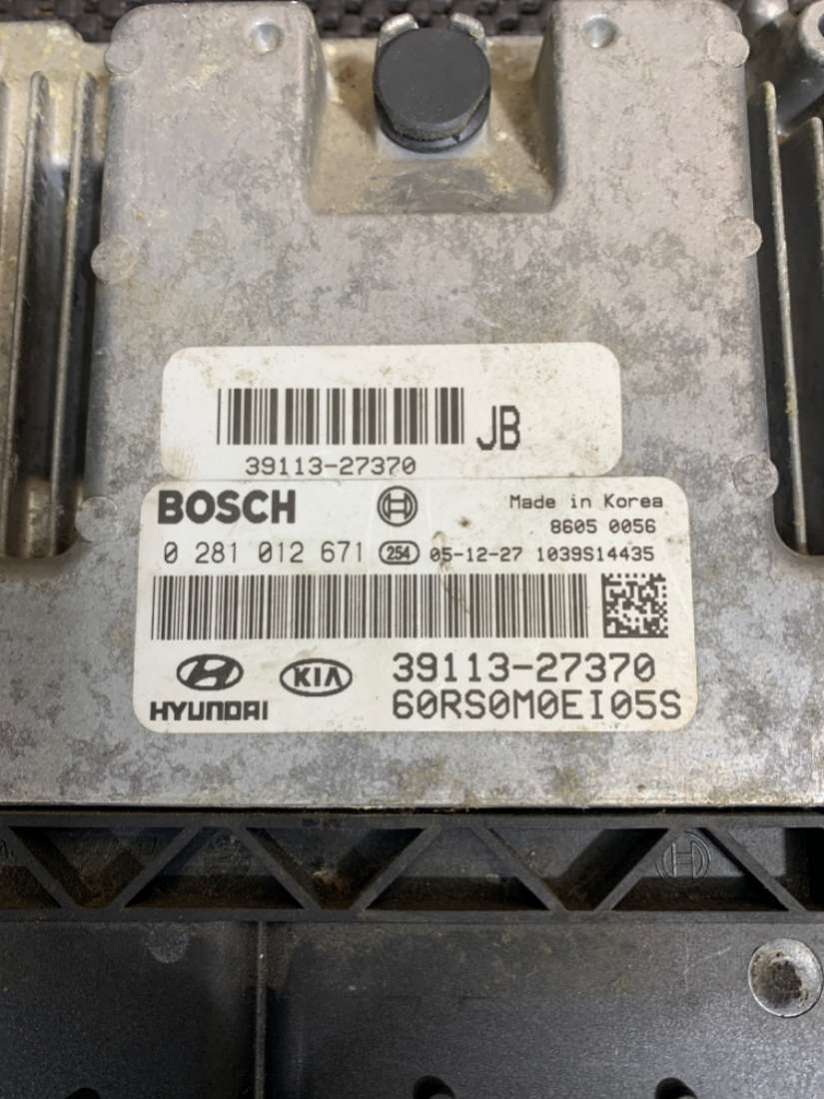 JB
39113-27370
BOSCH
Made in Korea
8605 0056
0 281 012 671 254 05-12-27 1039S14435
HYUNDAI
KIA
39113-27370
60RS0M0EI05S